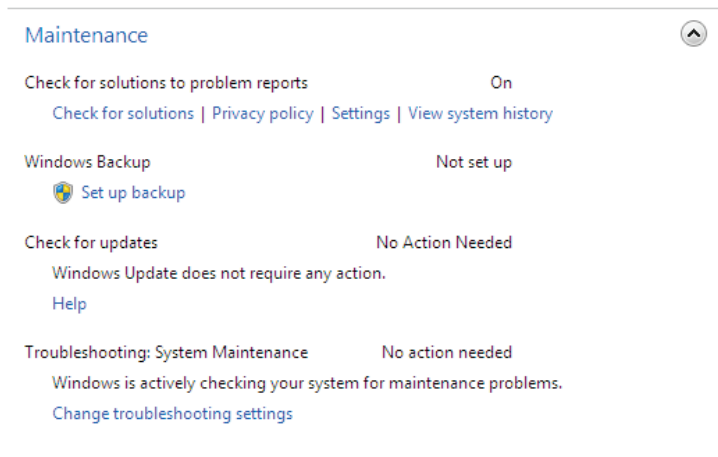 Maintenance
Check for solutions to problem reports On
Check for solutions | Privacy policy | Settings | View system history
Windows Backup Not set up
Set up backup
Check for updates No Action Needed
Windows Update does not require any action.
Help
Troubleshooting: System Maintenance No action needed
Windows is actively checking your system for maintenance problems.
Change troubleshooting settings